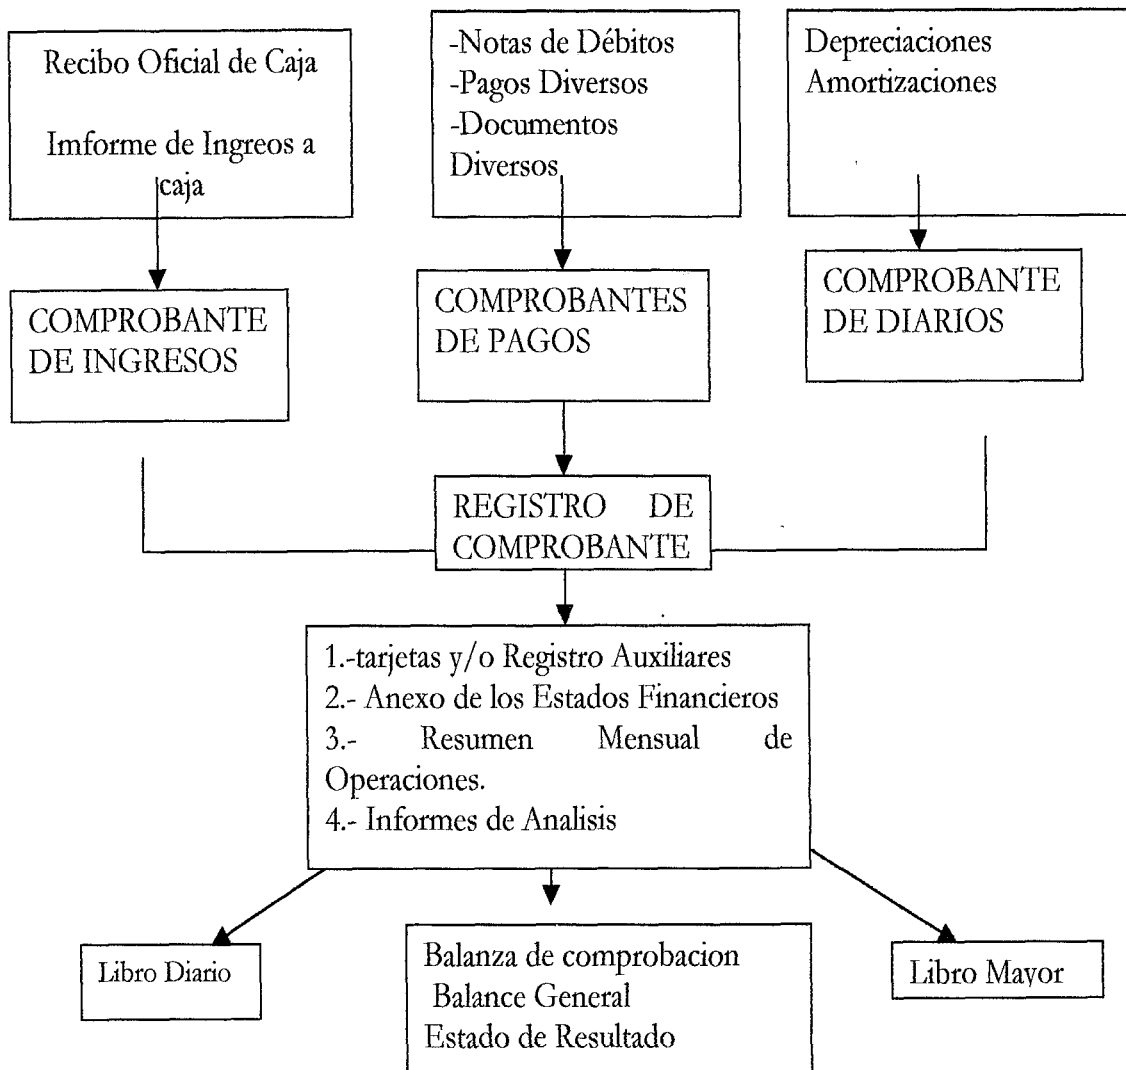 Recibo Oficial de Caja
Imforme de Ingreos a
caja
-Notas de Débitos
-Pagos Diversos
-Documentos
Diversos
Depreciaciones
Amortizaciones
COMPROBANTE
DE INGRESOS
COMPROBANTES
DE PAGOS
COMPROBANTE
DE DIARIOS
REGISTRO DE
COMPROBANTE
1.-tarjetas y/o Registro Auxiliares
2.- Anexo de los Estados Financieros
3.- Resumen Mensual de
Operaciones.
4.- Informes de Analisis
Libro Diario
Balanza de comprobacion
Balance General
Estado de Resultado
Libro Mayor